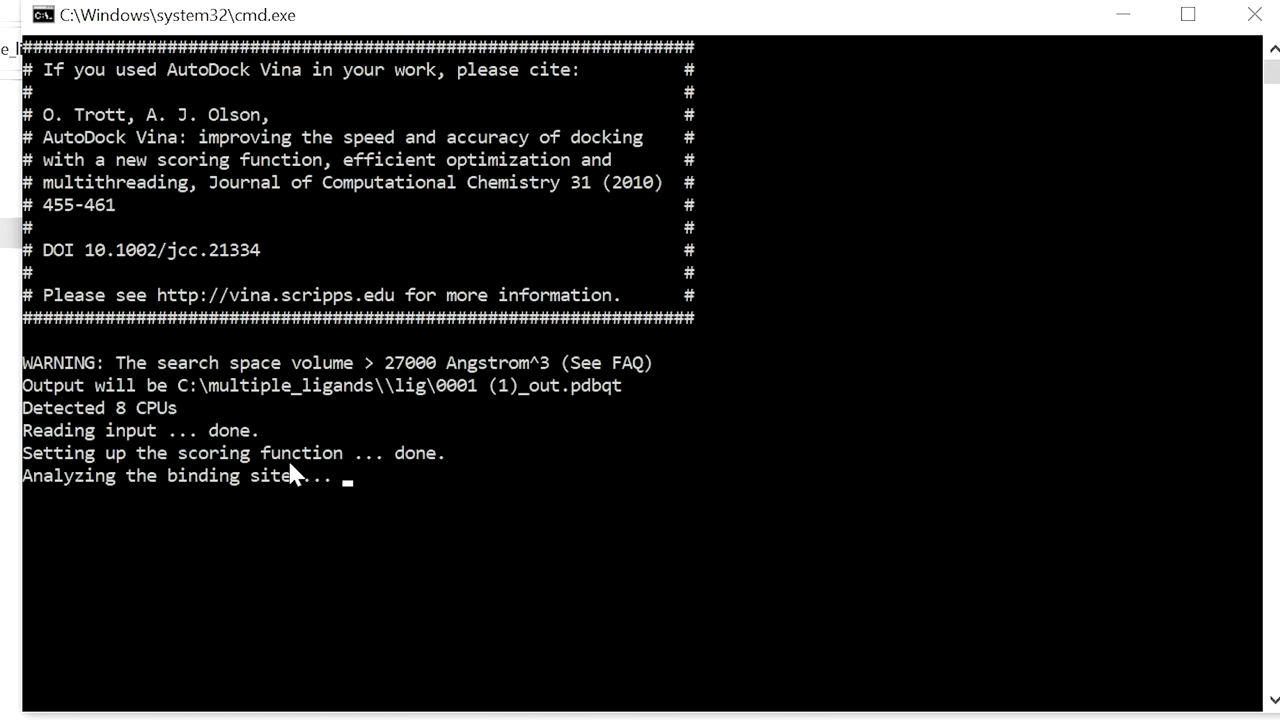 C:\Windows\system32\cmd.exe
e_li
#################################################################
# If you used AutoDock Vina in your work, please cite: #
# #
# O. Trott, A. J. Olson, #
# AutoDock Vina: improving the speed and accuracy of docking #
# with a new scoring function, efficient optimization and #
# multithreading, Journal of Computational Chemistry 31 (2010) #
# 455-461 #
# #
# DOI 10.1002/jcc.21334 #
# #
# Please see http://vina.scripps.edu for more information. #
#################################################################
WARNING: The search space volume > 27000 Angstrom^3 (See FAQ)
Output will be C:\multiple_ligands\\lig\0001 (1)_out.pdbqt
Detected 8 CPUs
Reading input ... done.
Setting up the scoring function ... done.
Analyzing the binding site ...